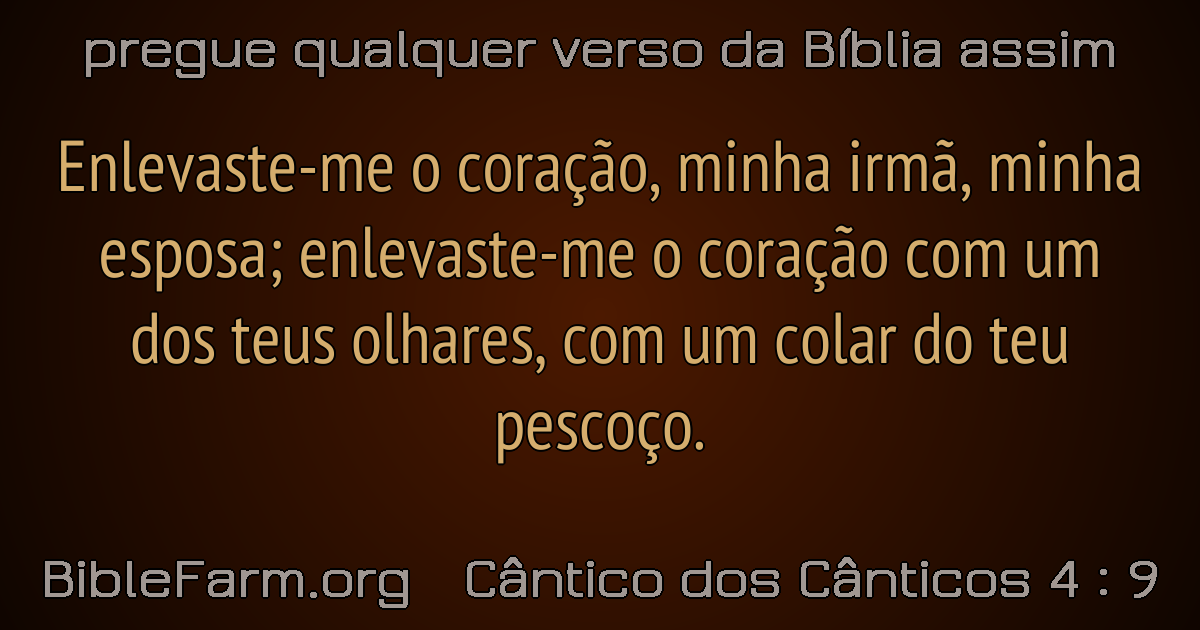 pregue qualquer verso da Bíblia assim
Enlevaste-me o coração, minha irmã, minha
esposa; enlevaste-me o coração com um
dos teus olhares, com um colar do teu
pescoço.
BibleFarm.org Cântico dos Cânticos 4 : 9